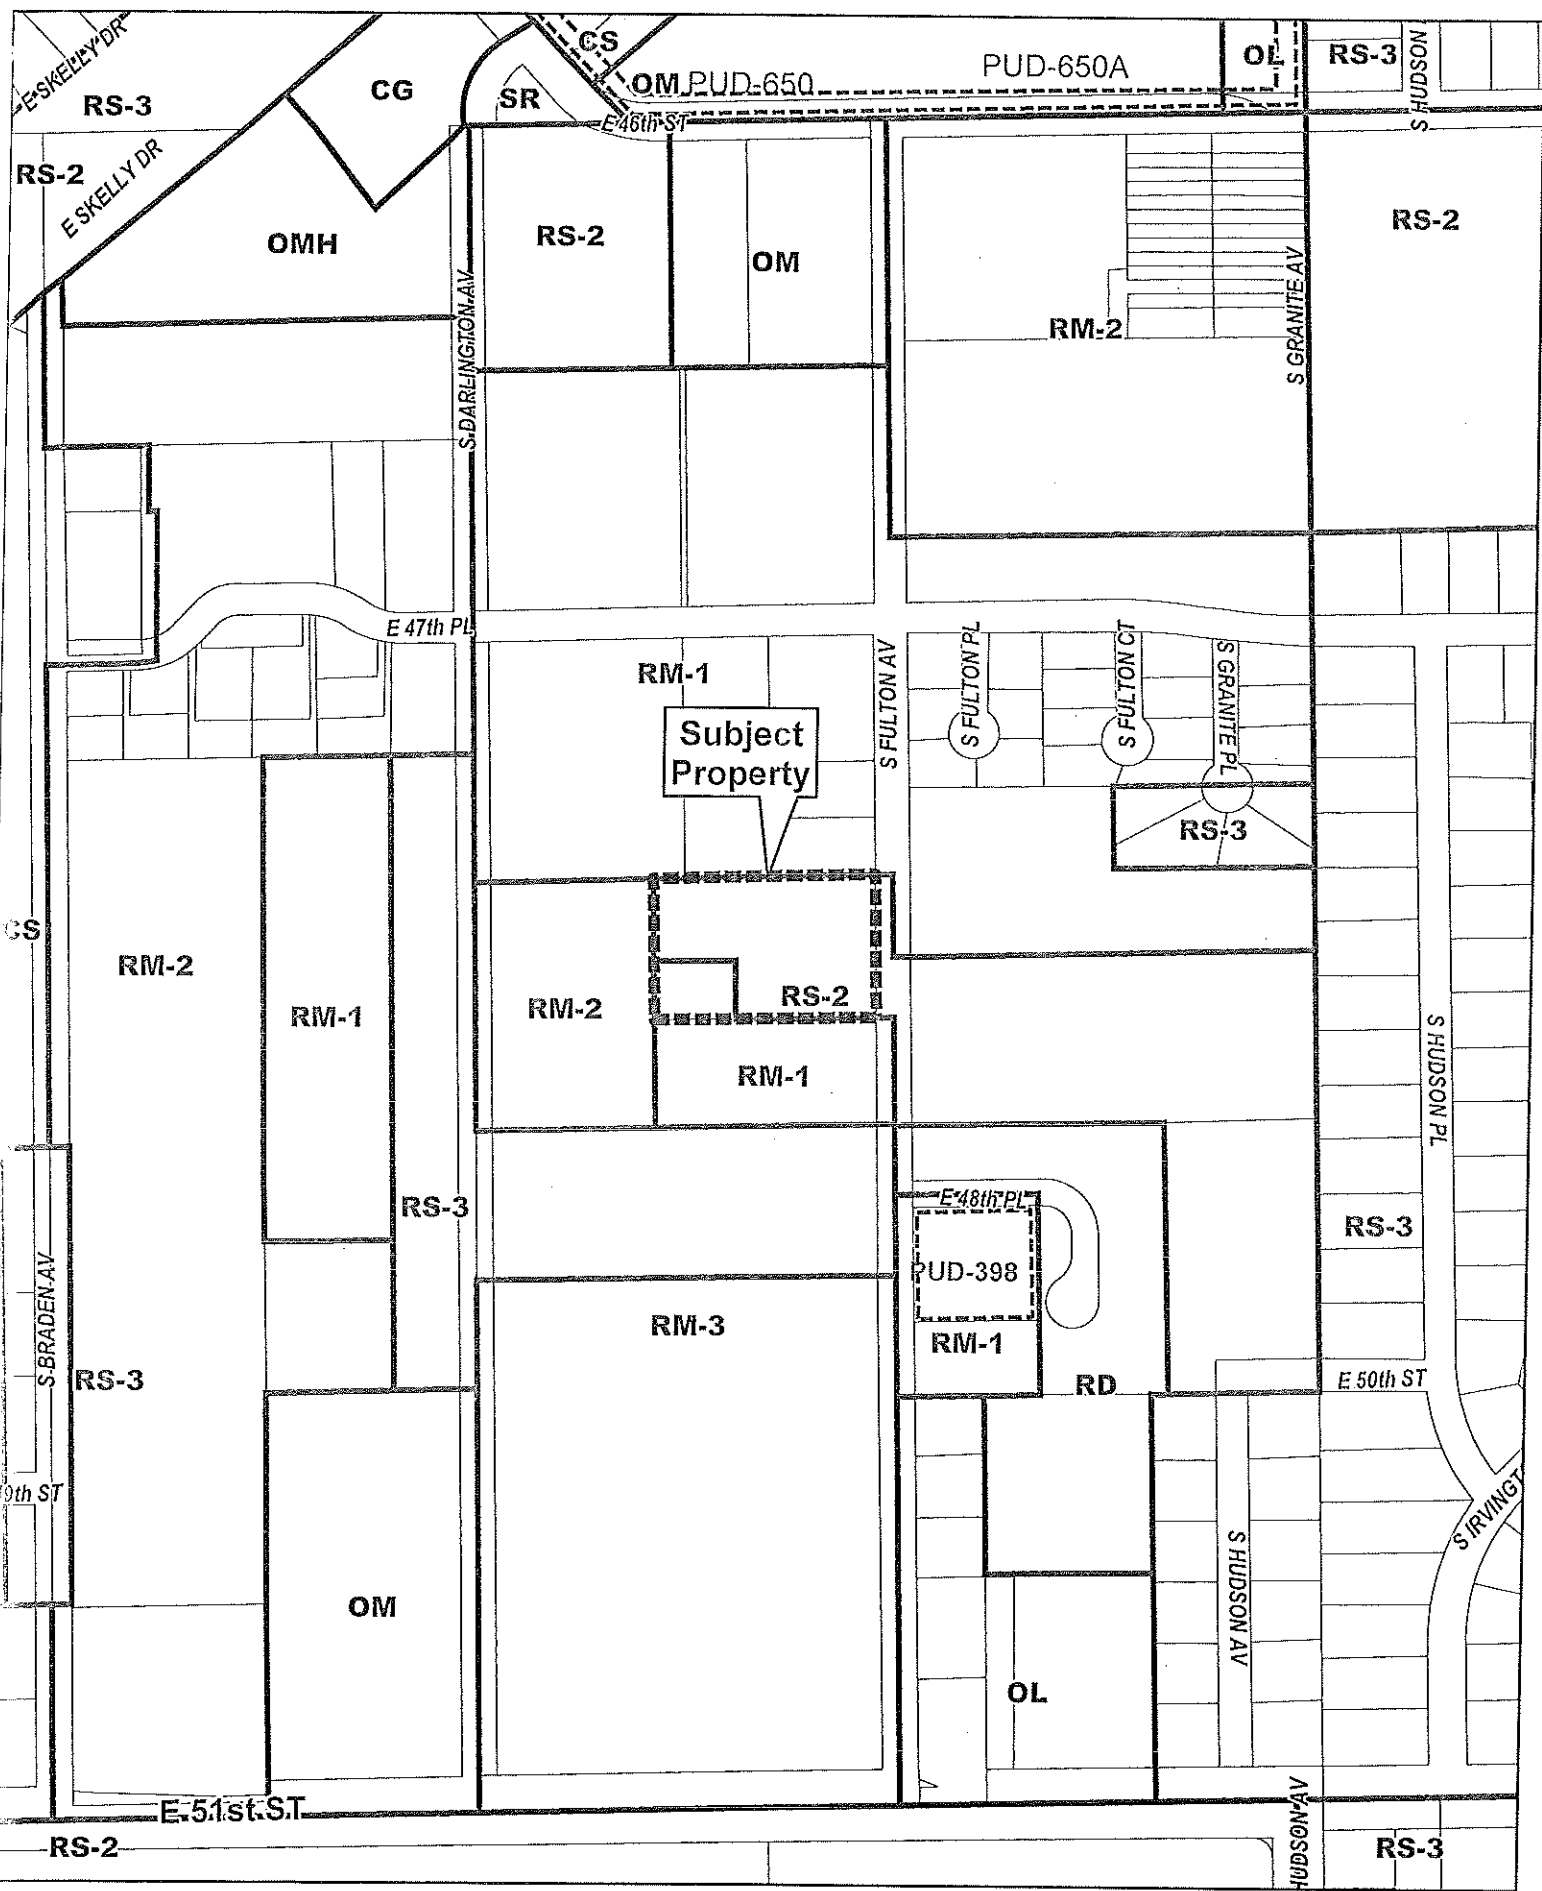 E SKELLY DR
RS-3
CG
SR
CS
OM PUD-650
PUD-650A
OL
RS-3
S HUDSON
E 46th ST
RS-2
E SKELLY DR
OMH
S DARLINGTON AV
RS-2
OM
RM-2
S GRANITE AV
RS-2
E 47th PL
RM-1
S FULTON AV
S FULTON PL
S FULTON CT
S GRANITE PL
Subject
Property
RS-3
CS
RM-2
RM-1
RM-2
RS-2
RM-1
S HUDSON PL
RS-3
E 48th PL
PUD-398
RM-1
RS-3
S BRADEN AV
RS-3
RM-3
RD
E 50th ST
9th ST
S IRVINGT
S HUDSON AV
OM
OL
E 51st ST
RS-2
HUDSON AV
RS-3